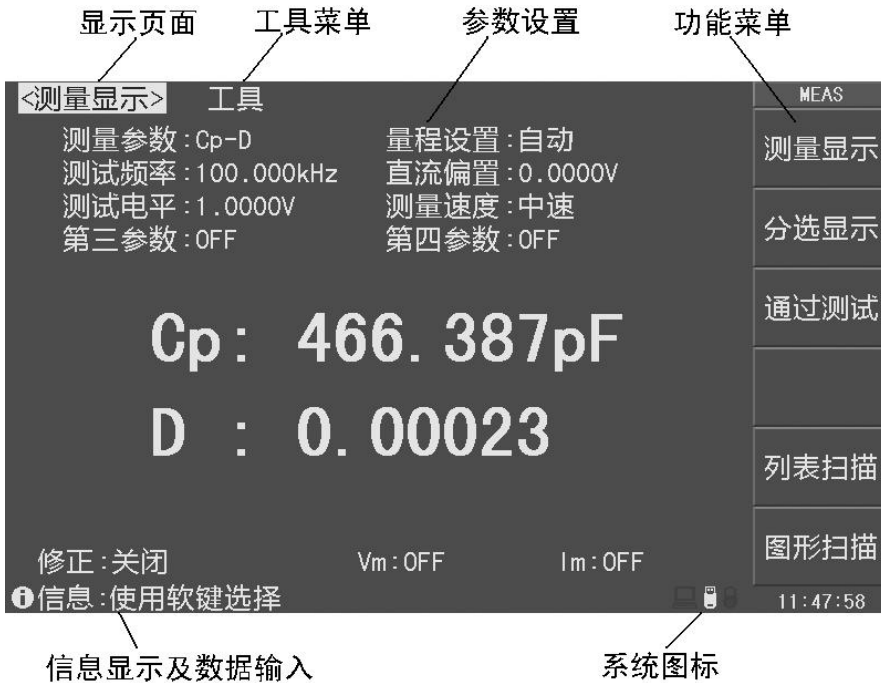 显示页面 工具菜单 参数设置 功能菜单
<测量显示> 工具 MEAS
测量参数:Cp-D 量程设置:自动
测量显示
测试频率:100.000kHz 直流偏置:0.0000V
测试电平:1.0000V 测量速度:中速
分选显示
第三参数:OFF 第四参数:OFF
通过测试
Cp: 466.387pF
D : 0.00023
列表扫描
修正:关闭 Vm:OFF Im:OFF
图形扫描
信息:使用软键选择 11:47:58
信息显示及数据输入 系统图标